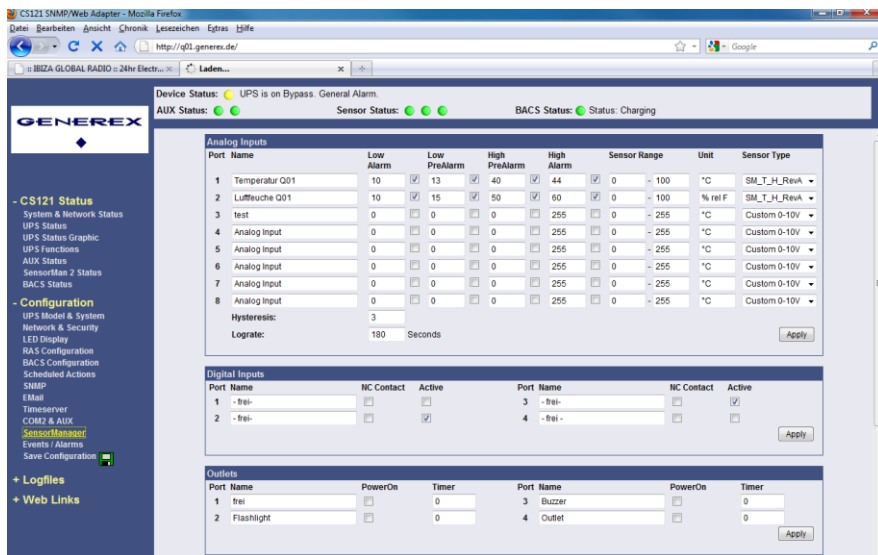 CS121 SNMP/Web Adapter - Mozilla Firefox
Datei Bearbeiten Ansicht Chronik Lesezeichen Extras Hilfe
http://q01.generex.de/
Google
:: IBIZA GLOBAL RADIO :: 24hr Electr...
Laden...
Device Status: UPS is on Bypass. General Alarm.
AUX Status: Sensor Status: BACS Status: Status: Charging
GENEREX
- CS121 Status
System & Network Status
UPS Status
UPS Status Graphic
UPS Functions
AUX Status
SensorMan 2 Status
BACS Status
- Configuration
UPS Model & System
Network & Security
LED Display
RAS Configuration
BACS Configuration
Scheduled Actions
SNMP
EMail
Timeserver
COM2 & AUX
SensorManager
Events / Alarms
Save Configuration
+ Logfiles
+ Web Links
Analog Inputs
Port Name Low Alarm Low PreAlarm High PreAlarm High Alarm Sensor Range Unit Sensor Type
1 Temperatur Q01 10 13 40 44 0 - 100 °C SM_T_H_RevA
2 Luftfeuche Q01 10 15 50 60 0 - 100 % rel F SM_T_H_RevA
3 test 0 0 0 255 0 - 255 °C Custom 0-10V
4 Analog Input 0 0 0 255 0 - 255 °C Custom 0-10V
5 Analog Input 0 0 0 255 0 - 255 °C Custom 0-10V
6 Analog Input 0 0 0 255 0 - 255 °C Custom 0-10V
7 Analog Input 0 0 0 255 0 - 255 °C Custom 0-10V
8 Analog Input 0 0 0 255 0 - 255 °C Custom 0-10V
Hysteresis: 3
Lograte: 180 Seconds
Apply
Digital Inputs
Port Name NC Contact Active Port Name NC Contact Active
1 - frei- 3 - frei-
2 - frei- 4 - frei -
Apply
Outlets
Port Name PowerOn Timer Port Name PowerOn Timer
1 frei 0 3 Buzzer 0
2 Flashlight 0 4 Outlet 0
Apply